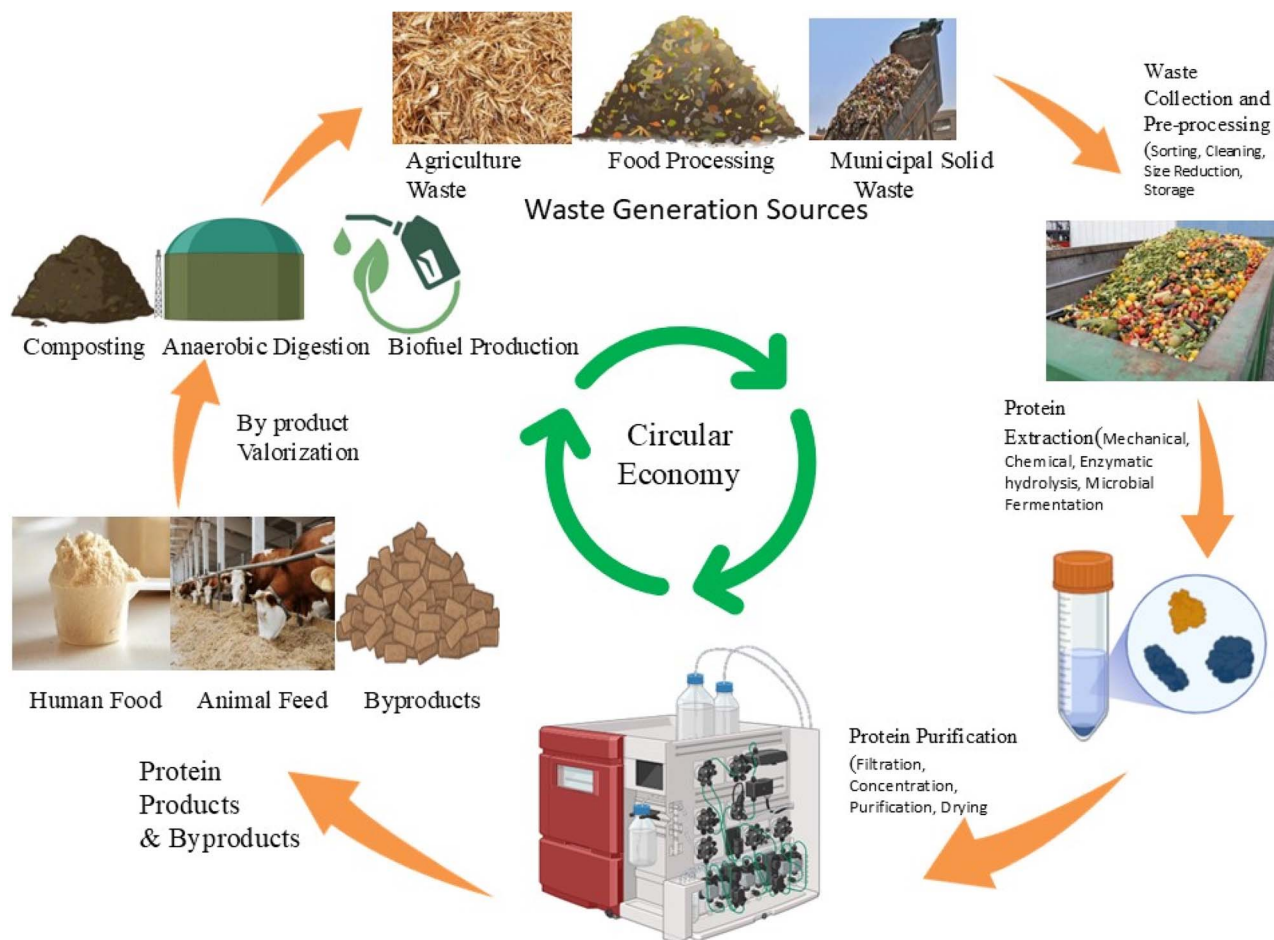 Agriculture
Waste
Food Processing
Municipal Solid
Waste
Waste Generation Sources
Waste
Collection and
Pre-processing
(Sorting, Cleaning,
Size Reduction,
Storage
Composting
Anaerobic Digestion
Biofuel Production
By product
Valorization
Circular
Economy
Protein
Extraction(Mechanical,
Chemical, Enzymatic
hydrolysis, Microbial
Fermentation
Human Food
Animal Feed
Byproducts
Protein Purification
(Filtration,
Concentration,
Purification, Drying
Protein
Products
& Byproducts